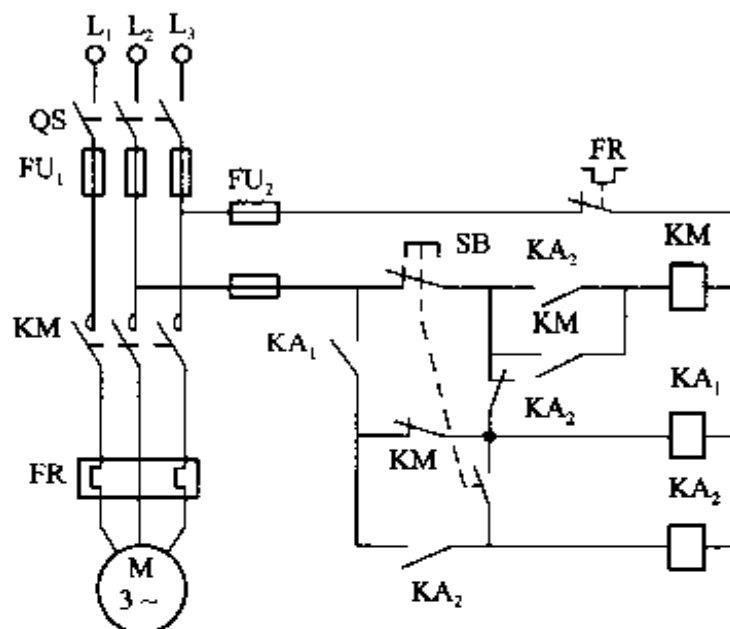 L₁ L₂ L₃
QS
FU₁
FU₂
FR
SB
KA₂
KM
KM
KM
KA₁
KA₂
KA₁
KM
FR
KA₂
M
3 ~
KA₂